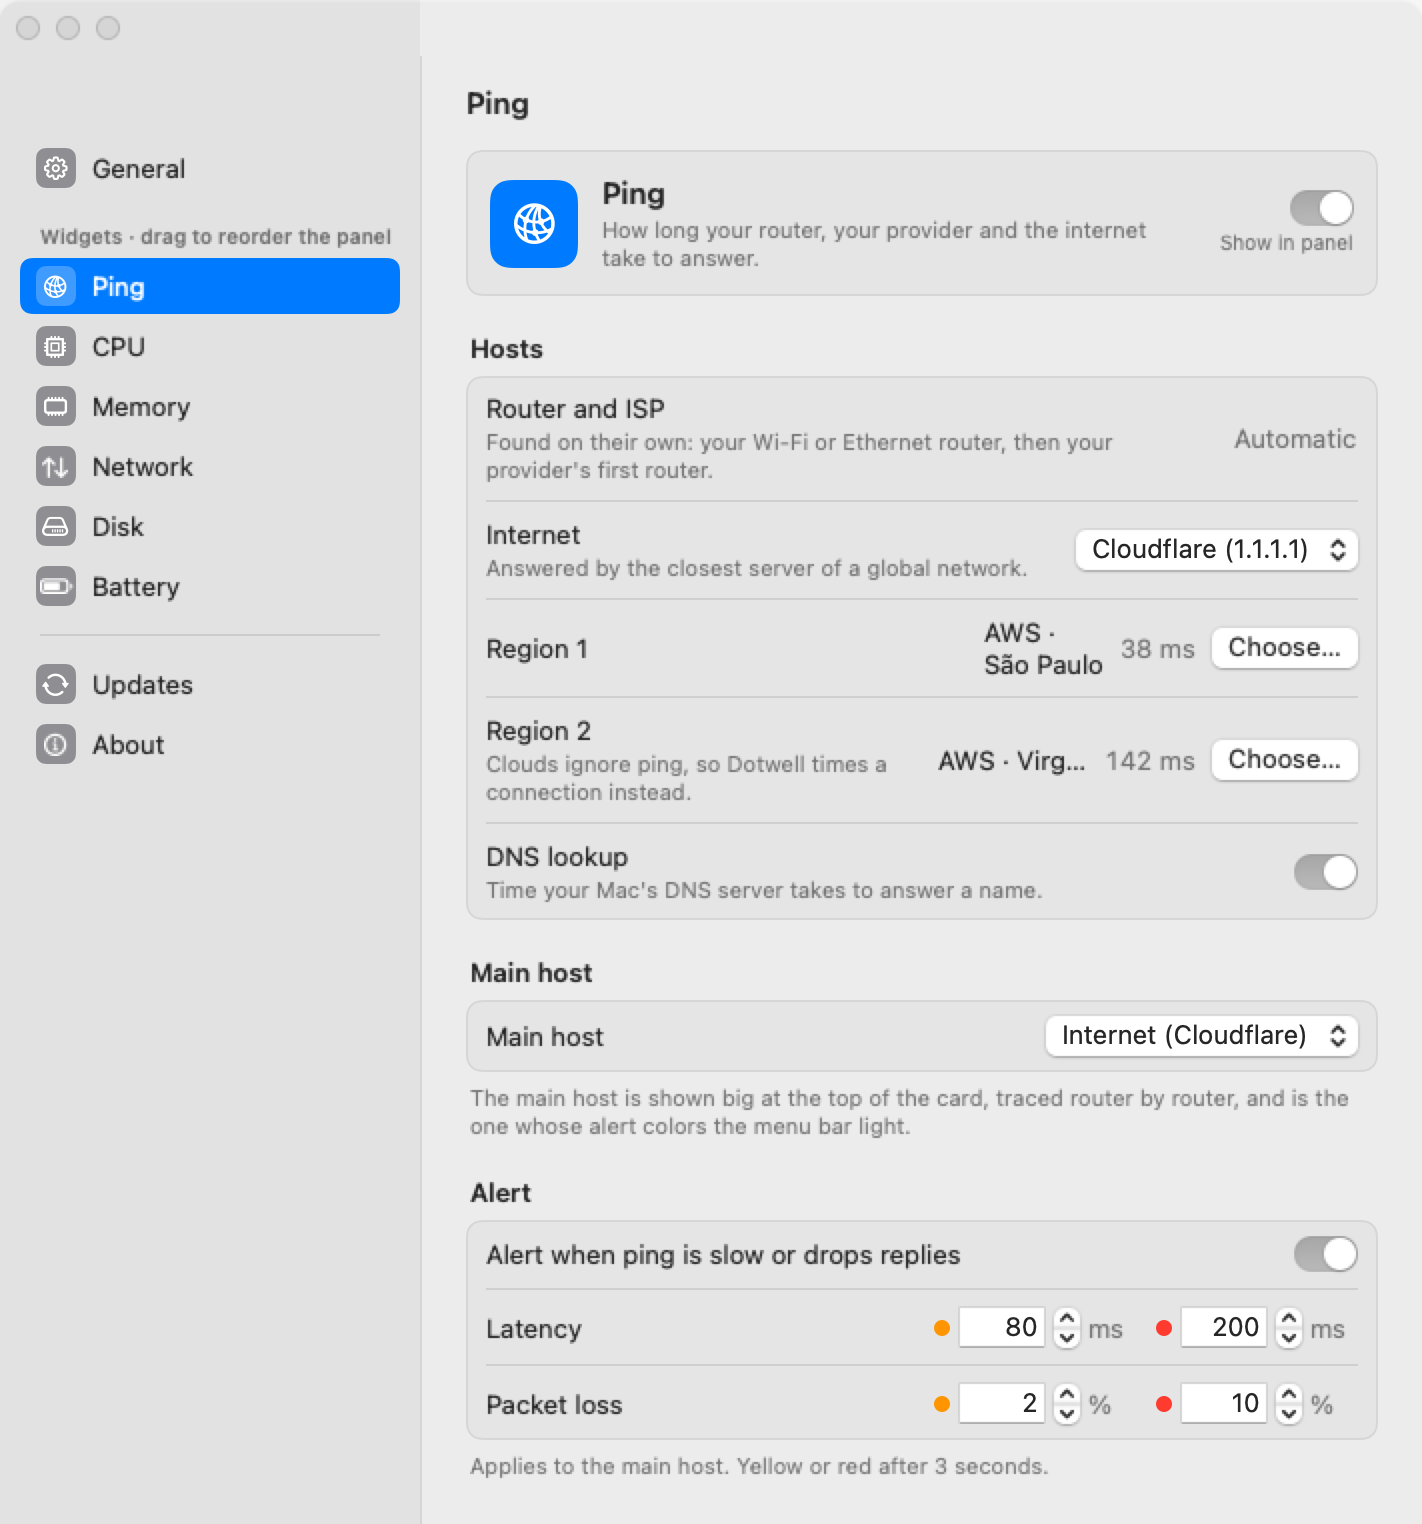 Ping
General
Widgets · drag to reorder the panel
Ping
CPU
Memory
Network
Disk
Battery
Updates
About
Ping
How long your router, your provider and the internet
take to answer.
Show in panel
Hosts
Router and ISP
Found on their own: your Wi-Fi or Ethernet router, then your
provider's first router.
Automatic
Internet
Answered by the closest server of a global network.
Cloudflare (1.1.1.1)
Region 1
AWS ·
São Paulo
38 ms
Choose...
Region 2
Clouds ignore ping, so Dotwell times a
connection instead.
AWS · Virg...
142 ms
Choose...
DNS lookup
Time your Mac's DNS server takes to answer a name.
Main host
Main host
Internet (Cloudflare)
The main host is shown big at the top of the card, traced router by router, and is the
one whose alert colors the menu bar light.
Alert
Alert when ping is slow or drops replies
Latency 80 ms 200 ms
Packet loss 2 % 10 %
Applies to the main host. Yellow or red after 3 seconds.